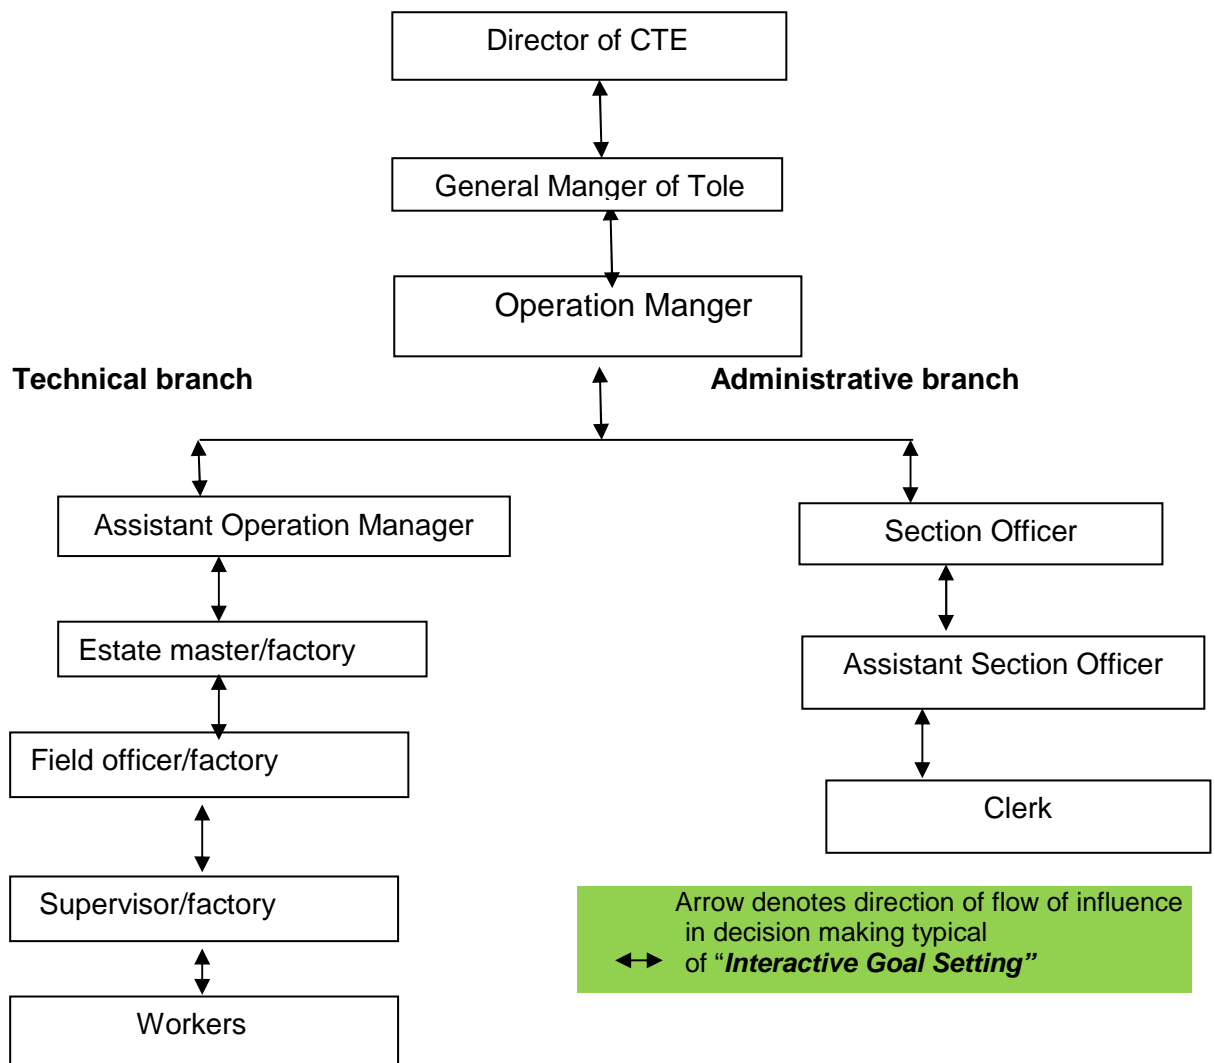 Director of CTE
General Manger of Tole
Operation Manger
Technical branch
Administrative branch
Assistant Operation Manager
Section Officer
Estate master/factory
Assistant Section Officer
Field officer/factory
Clerk
Supervisor/factory
Arrow denotes direction of flow of influence
in decision making typical
of “Interactive Goal Setting”
Workers